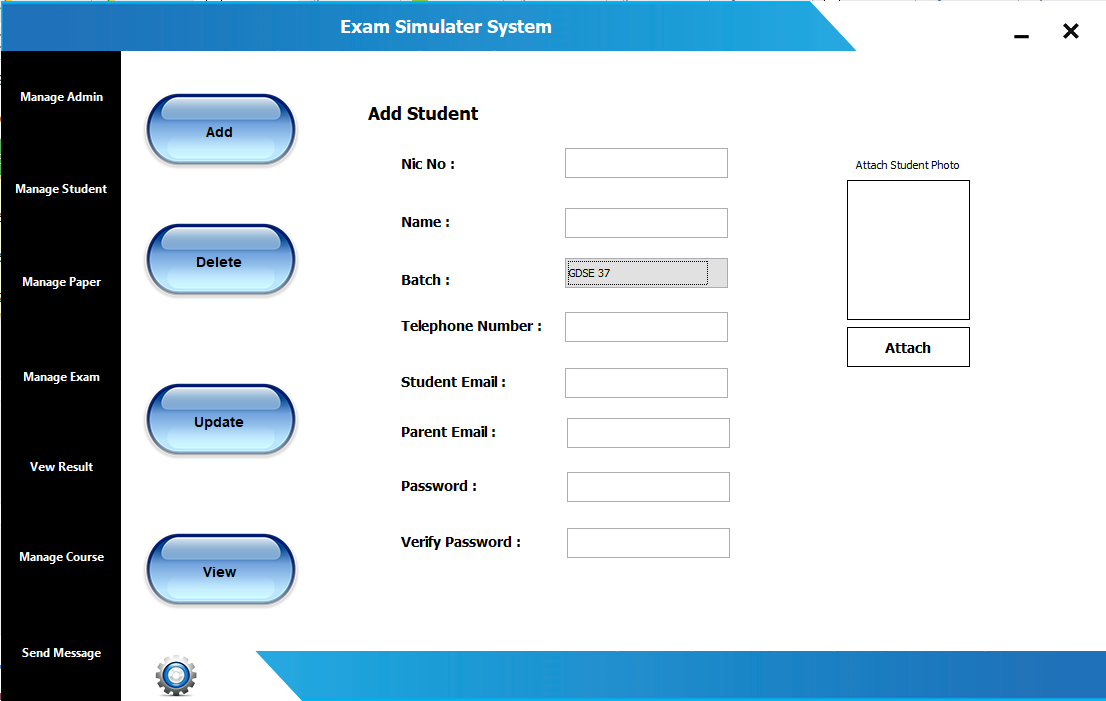 Exam Simulater System
Manage Admin
Manage Student
Manage Paper
Manage Exam
Vew Result
Manage Course
Send Message
Add
Delete
Update
View
Add Student
Nic No :
Name :
Batch :
GDSE 37
Telephone Number :
Student Email :
Parent Email :
Password :
Verify Password :
Attach Student Photo
Attach